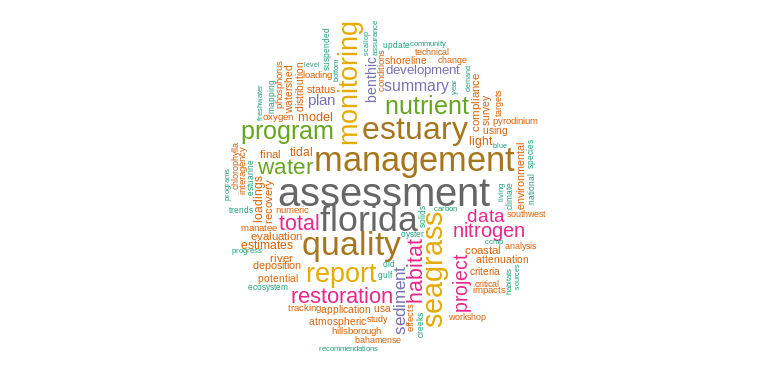 level
suspended
bottom
monitoring
scallop
assurance
update
community
technical
shoreline
change
conditions
development
benthic
summary
year
demand
loading
phosphorus
status
plan
distribution
watershed
mapping
freshwater
oxygen
model
nutrient
compliance
survey
targets
pyrodinium
program
estuary
using
light
blue
final
tidal
water
management
environmental
species
national
climate
living
chlorophylla
interagency
estuarine
programs
recovery
loadings
assessment
carbon
trends
numeric
total
florida
solids
data
southwest
manatee
evaluation
oyster
nitrogen
seagrass
ccmp
analysis
progress
estimates
quality
habitat
coastal
river
old
attenuation
deposition
report
sediment
gulf
project
criteria
potential
critical
impacts
habitats
sources
ecosystem
restoration
tracking
application
usa
effects
creeks
workshop
atmospheric
study
hillsborough
bahamense
recommendations